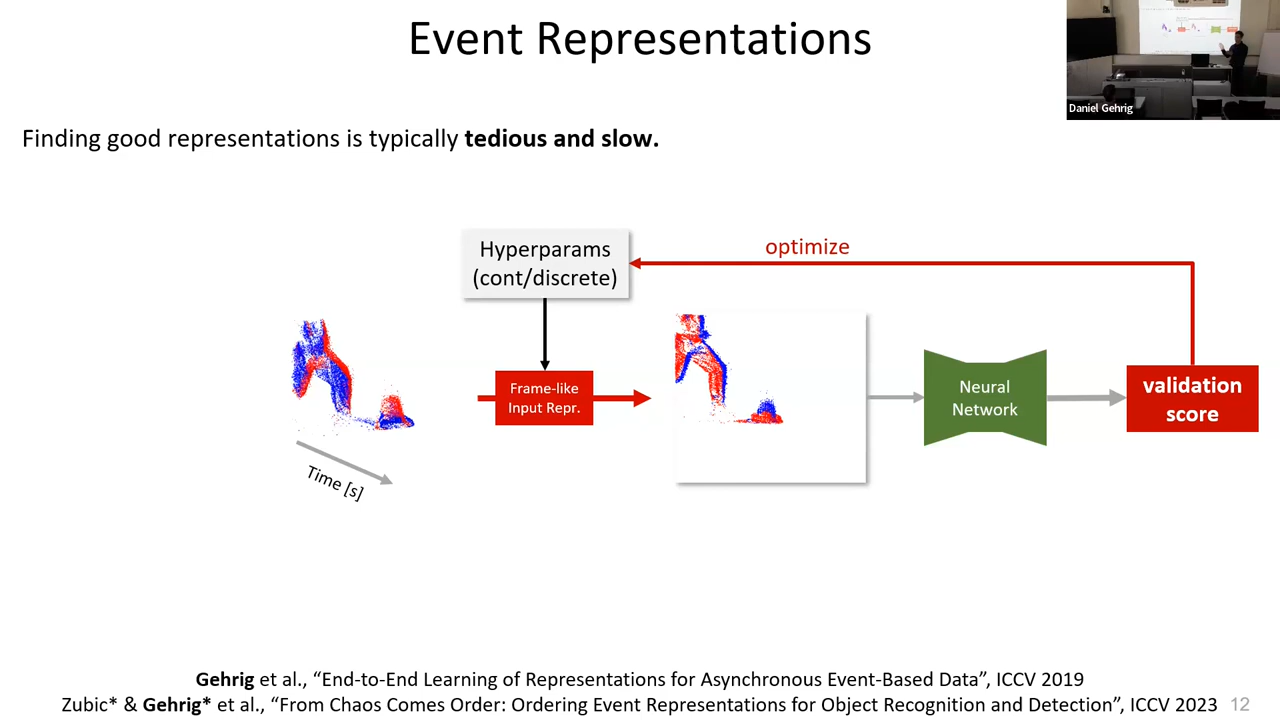 Event Representations
Daniel Gehrig
Finding good representations is typically tedious and slow.
Hyperparams
(cont/discrete)
optimize
Frame-like
Input Repr.
Neural
Network
validation
score
Time [s]
Gehrig et al., “End-to-End Learning of Representations for Asynchronous Event-Based Data”, ICCV 2019
Zubic* & Gehrig* et al., “From Chaos Comes Order: Ordering Event Representations for Object Recognition and Detection”, ICCV 2023
12